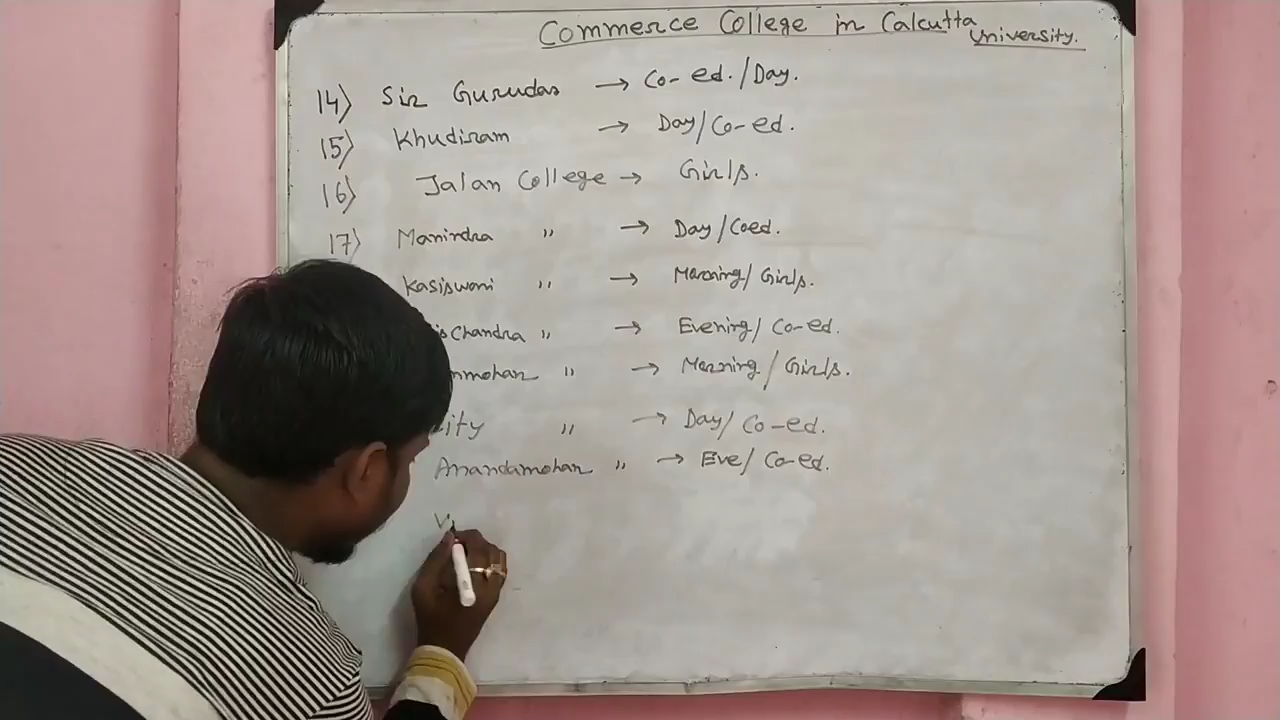 Commerce College in Calcutta University.
14) Sir Gurudas → Co-ed./Day.
15) Khudiram → Day/Co-ed.
16) Jalan College → Girls.
17) Manindra " → Day/Coed.
Kasiswari " → Morning/Girls.
Chandra " → Evening/Co-ed.
mmohan " → Morning/Girls.
ity " → Day/Co-ed.
Anandamohan " → Eve/Co-ed.
V